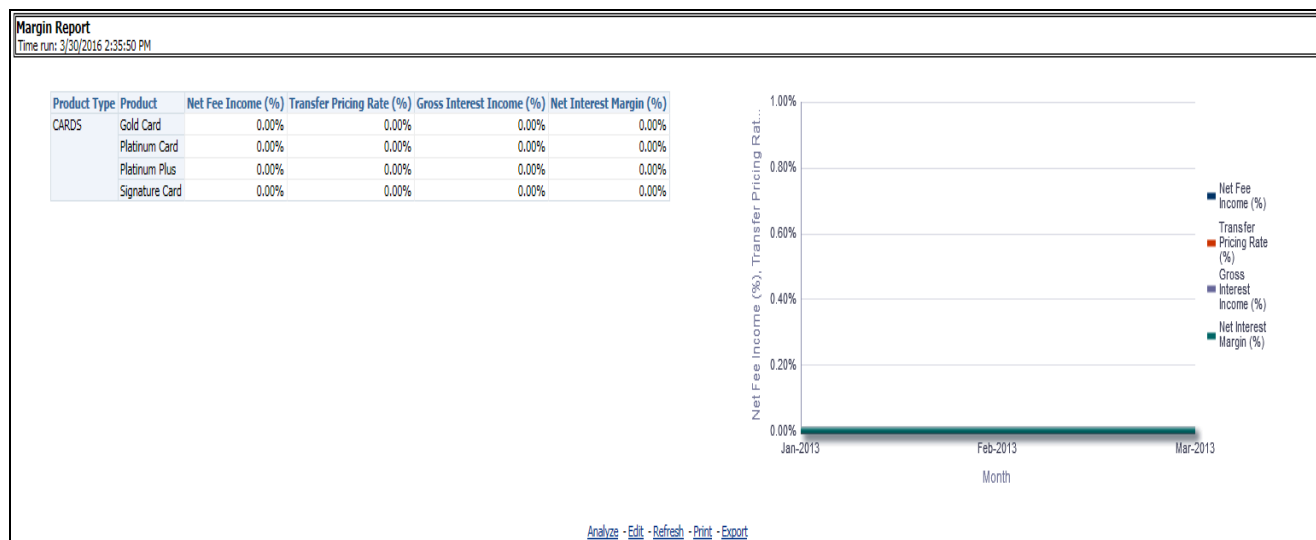 Margin Report
Time run: 3/30/2016 2:35:50 PM
Product Type Product Net Fee Income (%) Transfer Pricing Rate (%) Gross Interest Income (%) Net Interest Margin (%)
CARDS Gold Card 0.00% 0.00% 0.00% 0.00%
Platinum Card 0.00% 0.00% 0.00% 0.00%
Platinum Plus 0.00% 0.00% 0.00% 0.00%
Signature Card 0.00% 0.00% 0.00% 0.00%
Net Fee Income (%), Transfer Pricing Rat...
1.00%
0.80%
0.60%
0.40%
0.20%
0.00%
Jan-2013 Feb-2013 Mar-2013
Month
Net Fee
Income (%)
Transfer
Pricing Rate
(%)
Gross
Interest
Income (%)
Net Interest
Margin (%)
Analyze - Edit - Refresh - Print - Export